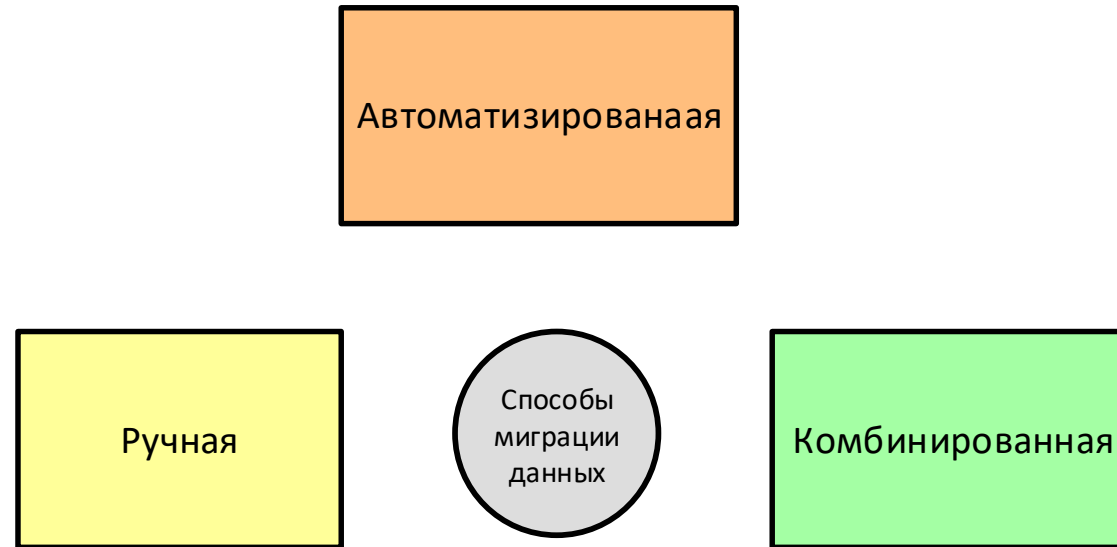 Автоматизированаая
Ручная
Способы
миграции
данных
Комбинированная